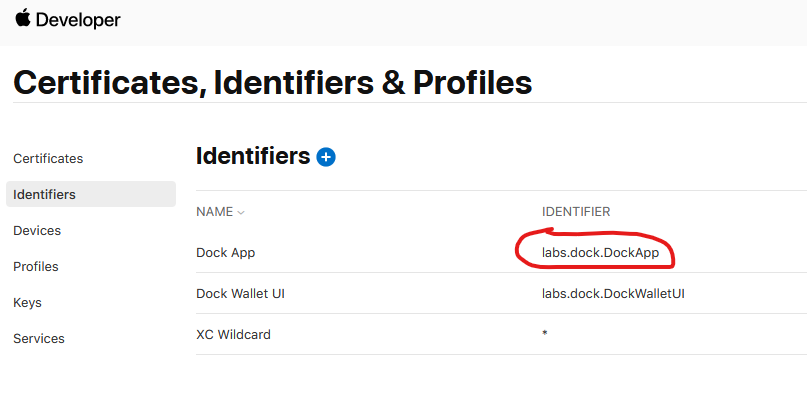 Developer
Certificates, Identifiers & Profiles
Certificates
Identifiers
Devices
Profiles
Keys
Services
Identifiers
NAME IDENTIFIER
Dock App labs.dock.DockApp
Dock Wallet UI labs.dock.DockWalletUI
XC Wildcard *